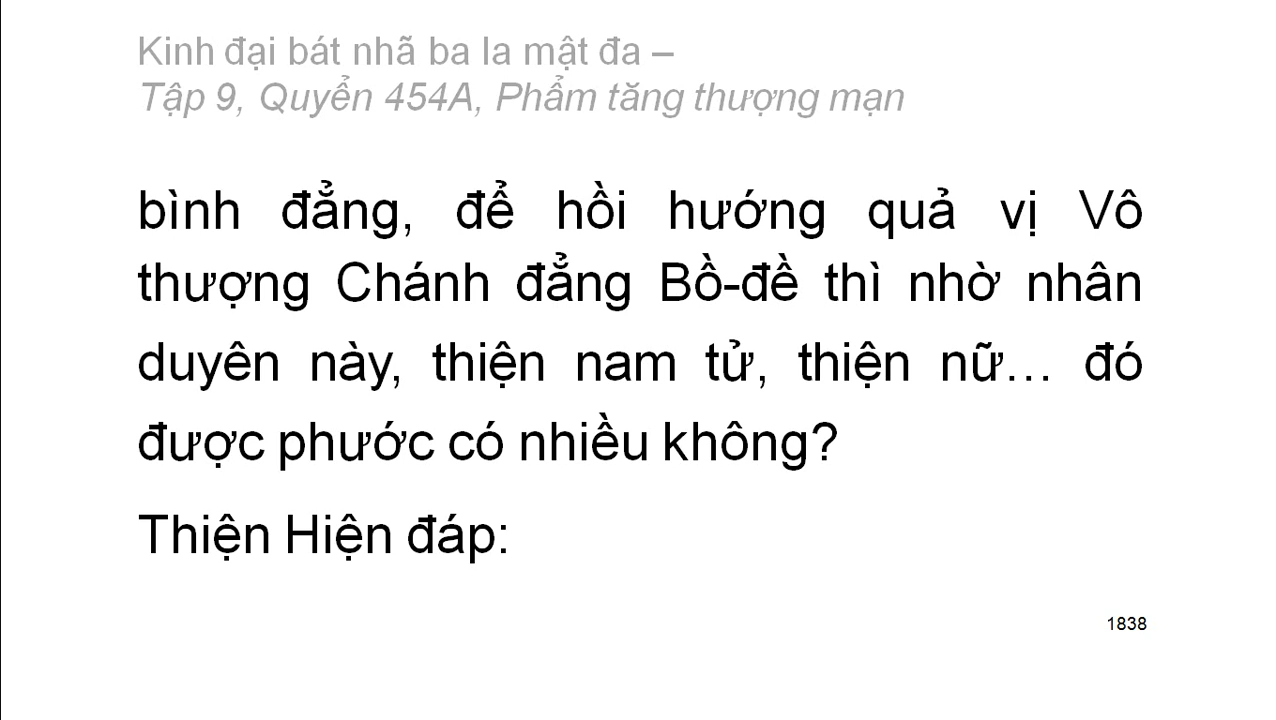 Kinh đại bát nhã ba la mật đa –
Tập 9, Quyển 454A, Phẩm tăng thượng mạn
bình đẳng, để hồi hướng quả vị Vô
thượng Chánh đẳng Bồ-đề thì nhờ nhân
duyên này, thiện nam tử, thiện nữ… đó
được phước có nhiều không?
Thiện Hiện đáp:
1838